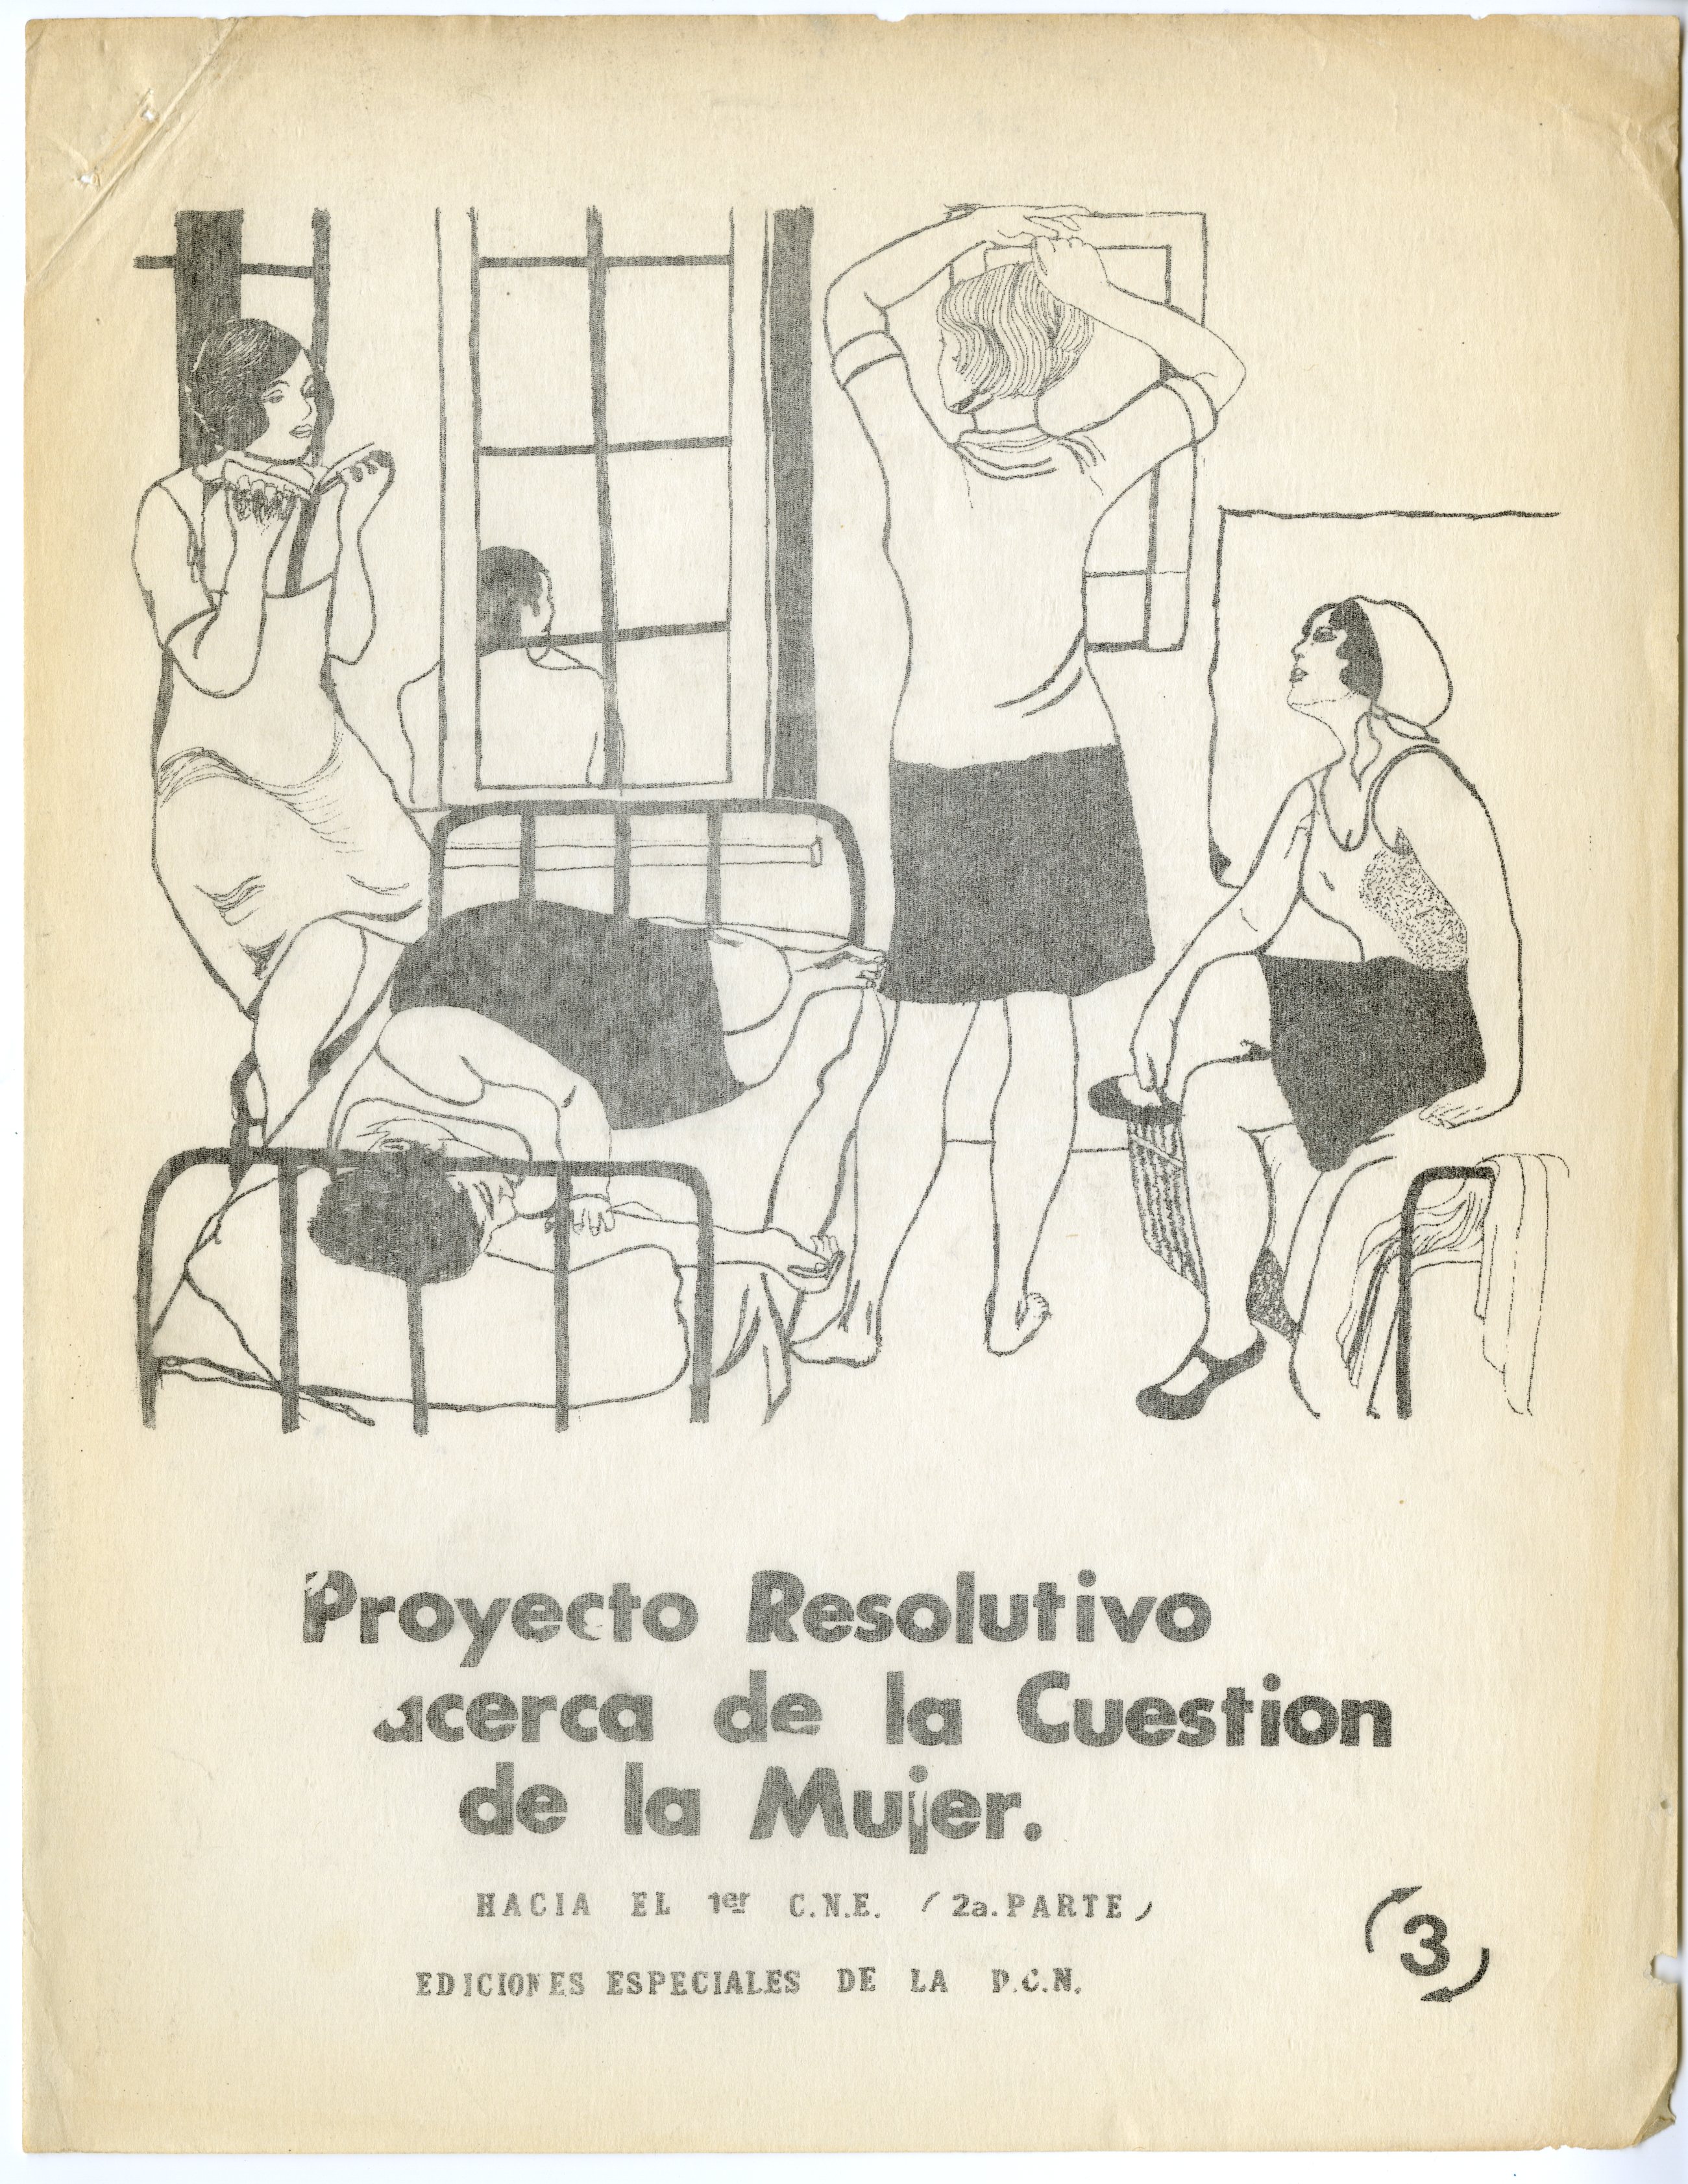 Proyecto Resolutivo
acerca de la Cuestion
de la Mujer.
HACIA EL 1er C.N.E. (2a. PARTE)
EDICIONES ESPECIALES DE LA D.C.N.
3